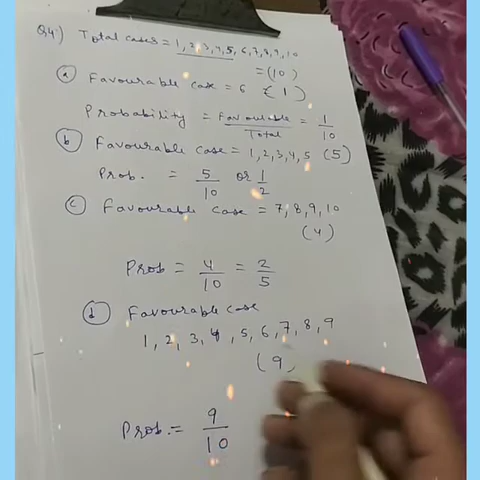 Q4.) Total cases = 1, 2, 3, 4, 5, 6, 7, 8, 9, 10
= (10)
a Favourable case = 6 (1)
Probability = Favourable/Total = 1/10
b Favourable case = 1, 2, 3, 4, 5 (5)
Prob. = 5/10 or 1/2
c Favourable case = 7, 8, 9, 10
(4)
Prob = 4/10 = 2/5
d Favourable case
1, 2, 3, 4, 5, 6, 7, 8, 9
(9)
Prob. = 9/10